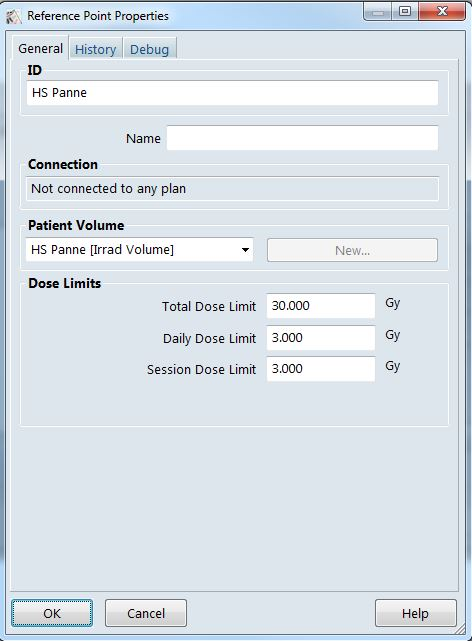 Reference Point Properties
General History Debug
ID
HS Panne
Name
Connection
Not connected to any plan
Patient Volume
HS Panne [Irrad Volume] New...
Dose Limits
Total Dose Limit 30.000 Gy
Daily Dose Limit 3.000 Gy
Session Dose Limit 3.000 Gy
OK Cancel Help